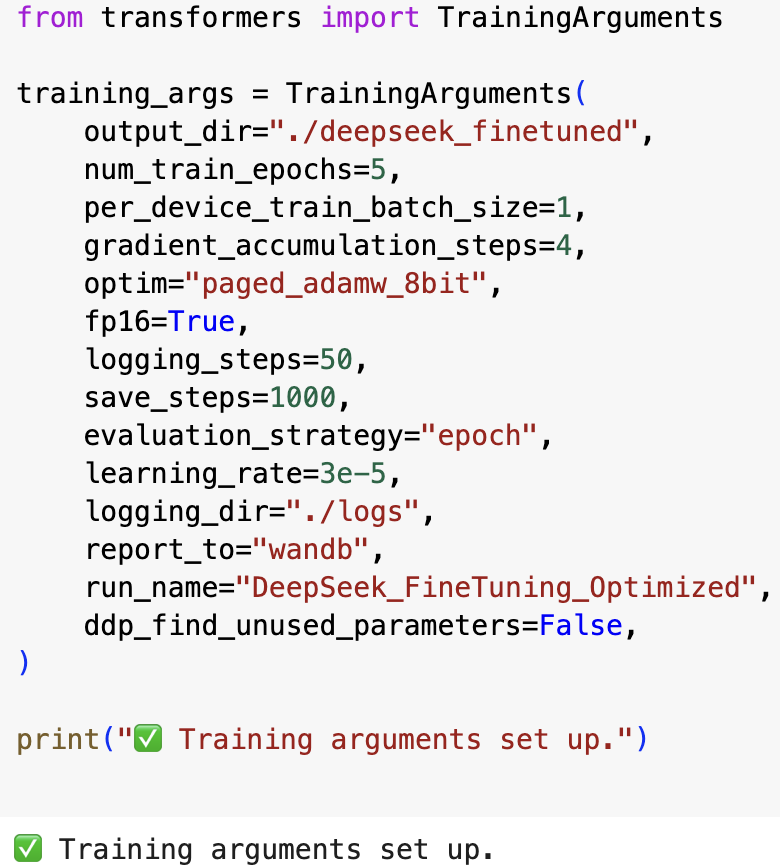 from transformers import TrainingArguments
training_args = TrainingArguments(
    output_dir="./deepseek_finetuned",
    num_train_epochs=5,
    per_device_train_batch_size=1,
    gradient_accumulation_steps=4,
    optim="paged_adamw_8bit",
    fp16=True,
    logging_steps=50,
    save_steps=1000,
    evaluation_strategy="epoch",
    learning_rate=3e-5,
    logging_dir="./logs",
    report_to="wandb",
    run_name="DeepSeek_FineTuning_Optimized",
    ddp_find_unused_parameters=False,
)
print("✅ Training arguments set up.")
✅ Training arguments set up.